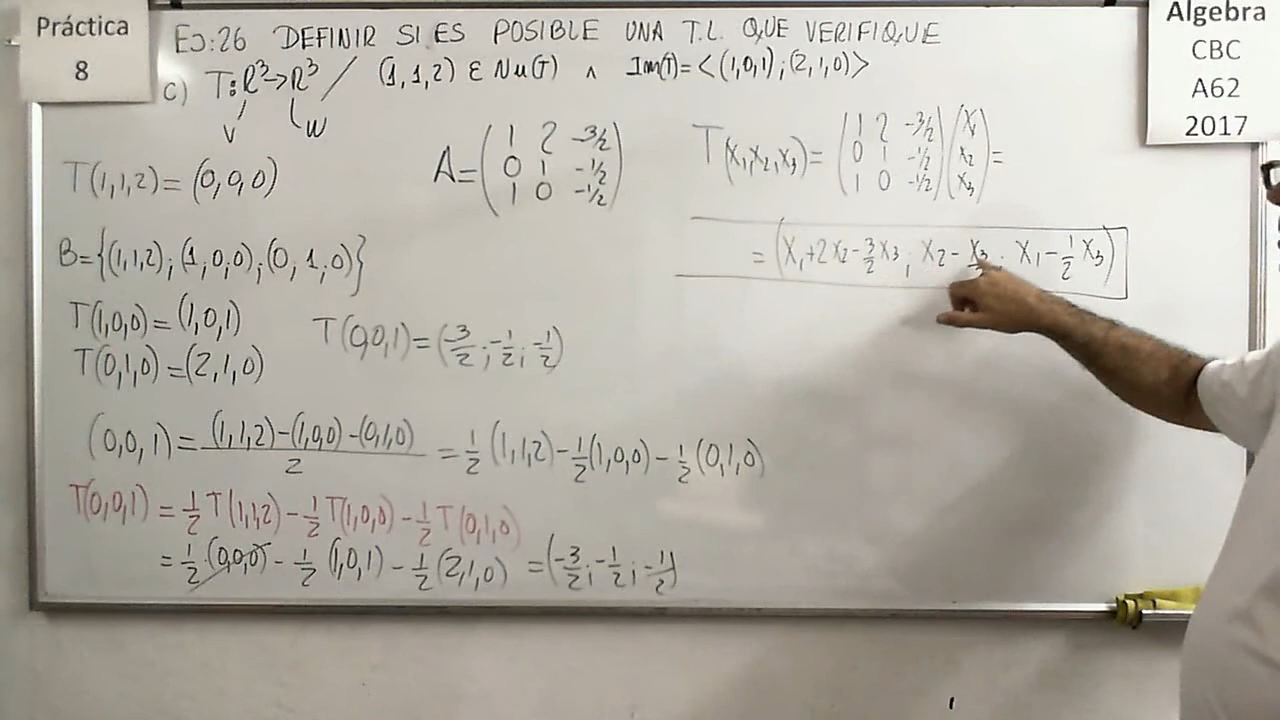 Práctica
8
Algebra
CBC
A62
2017
EJ:26 DEFINIR SI ES POSIBLE UNA T.L. QUE VERIFIQUE
c) T:R³→R³ / (1,1,2) ∈ Nu(T) ∧ Im(T)=<(1,0,1);(2,1,0)>
V W
T(1,1,2)=(0,0,0)
B={(1,1,2);(1,0,0);(0,1,0)}
T(1,0,0)=(1,0,1)
T(0,1,0)=(2,1,0)
A=(1 2 -3/2
0 1 -1/2
1 0 -1/2)
T(0,0,1)=(-3/2;-1/2;-1/2)
T(X₁,X₂,X₃)=(1 2 -3/2
0 1 -1/2
1 0 -1/2)(X₁
X₂
X₃)=
=(X₁+2X₂-3/2X₃; X₂-X₃/2; X₁-1/2X₃)
(0,0,1)=((1,1,2)-(1,0,0)-(0,1,0))/2=1/2(1,1,2)-1/2(1,0,0)-1/2(0,1,0)
T(0,0,1)=1/2T(1,1,2)-1/2T(1,0,0)-1/2T(0,1,0)
=1/2·(0,0,0)-1/2(1,0,1)-1/2(2,1,0)=(-3/2;-1/2;-1/2)